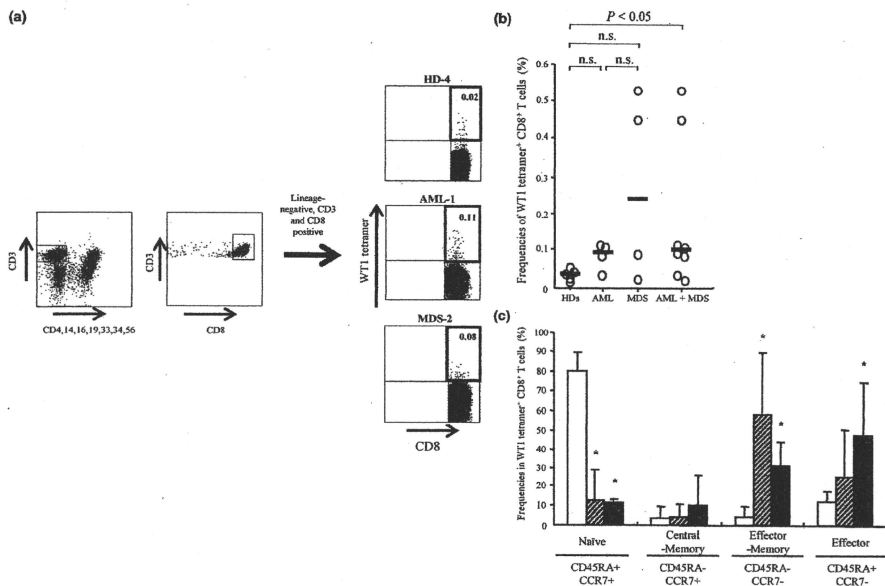 (a)
CD3
CD4,14,16,19,33,34,56
CD3
CD8
Lineage-
negative, CD3
and CD8
positive
WT1 tetramer
HD-4
0.02
AML-1
0.11
MDS-2
0.08
CD8
(b)
P < 0.05
n.s.
n.s.
n.s.
Frequencies of WT1 tetramer⁺ CD8⁺ T cells (%)
0.6
0.5
0.4
0.3
0.2
0.1
0
HDs
AML
MDS
AML + MDS
(c)
Frequencies in WT1 tetramer⁺ CD8⁺ T cells (%)
100
90
80
70
60
50
40
30
20
10
0
*
*
*
*
*
Naïve
Central
-Memory
Effector
-Memory
Effector
CD45RA+
CCR7+
CD45RA-
CCR7+
CD45RA-
CCR7-
CD45RA+
CCR7-